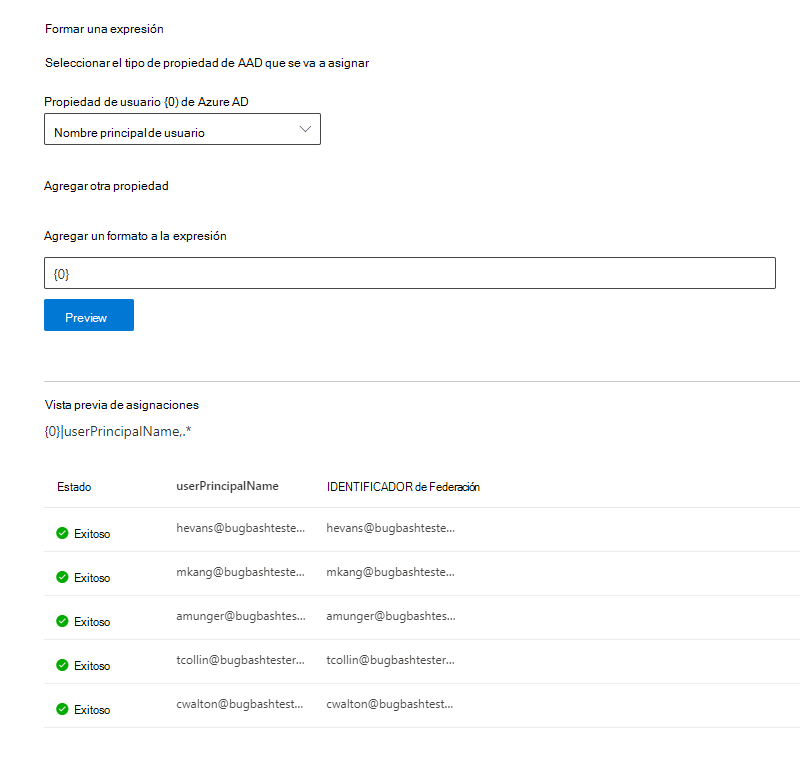 Formar una expresión
Seleccionar el tipo de propiedad de AAD que se va a asignar
Propiedad de usuario {0) de Azure AD
Nombre principal de usuario
Agregar otra propiedad
Agregar un formato a la expresión
{0}
Preview
Vista previa de asignaciones
{0}|userPrincipalName,.*
Estado userPrincipalName IDENTIFICADOR de Federación
Exitoso hevans@bugbashteste... hevans@bugbashteste...
Exitoso mkang@bugbashteste... mkang@bugbashteste...
Exitoso amunger@bugbashtes... amunger@bugbashtes...
Exitoso tcollin@bugbashtester... tcollin@bugbashtester...
Exitoso cwalton@bugbashtest... cwalton@bugbashtest...